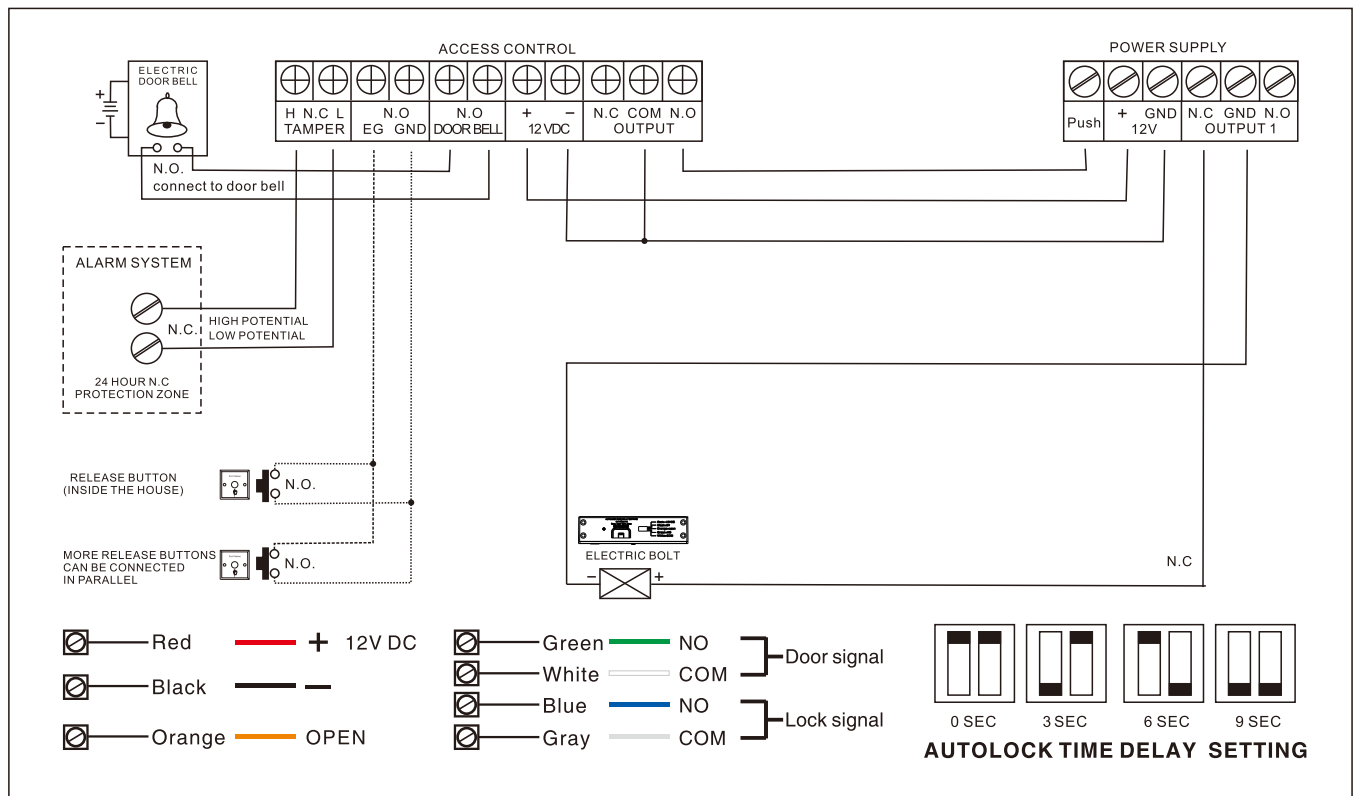 ACCESS CONTROL
POWER SUPPLY
ELECTRIC
DOOR BELL
+
−
H N.C L
TAMPER
N.O
EG GND
N.O
DOOR BELL
+ −
12 VDC
N.C COM N.O
OUTPUT
Push
+ GND
12V
N.C GND N.O
OUTPUT 1
N.O.
connect to door bell
ALARM SYSTEM
N.C.
HIGH POTENTIAL
LOW POTENTIAL
24 HOUR N.C
PROTECTION ZONE
RELEASE BUTTON
(INSIDE THE HOUSE)
N.O.
MORE RELEASE BUTTONS
CAN BE CONNECTED
IN PARALLEL
N.O.
ELECTRIC BOLT
− +
N.C
Red + 12V DC
Black −
Orange OPEN
Green NO
White COM
Door signal
Blue NO
Gray COM
Lock signal
0 SEC 3 SEC 6 SEC 9 SEC
AUTOLOCK TIME DELAY SETTING